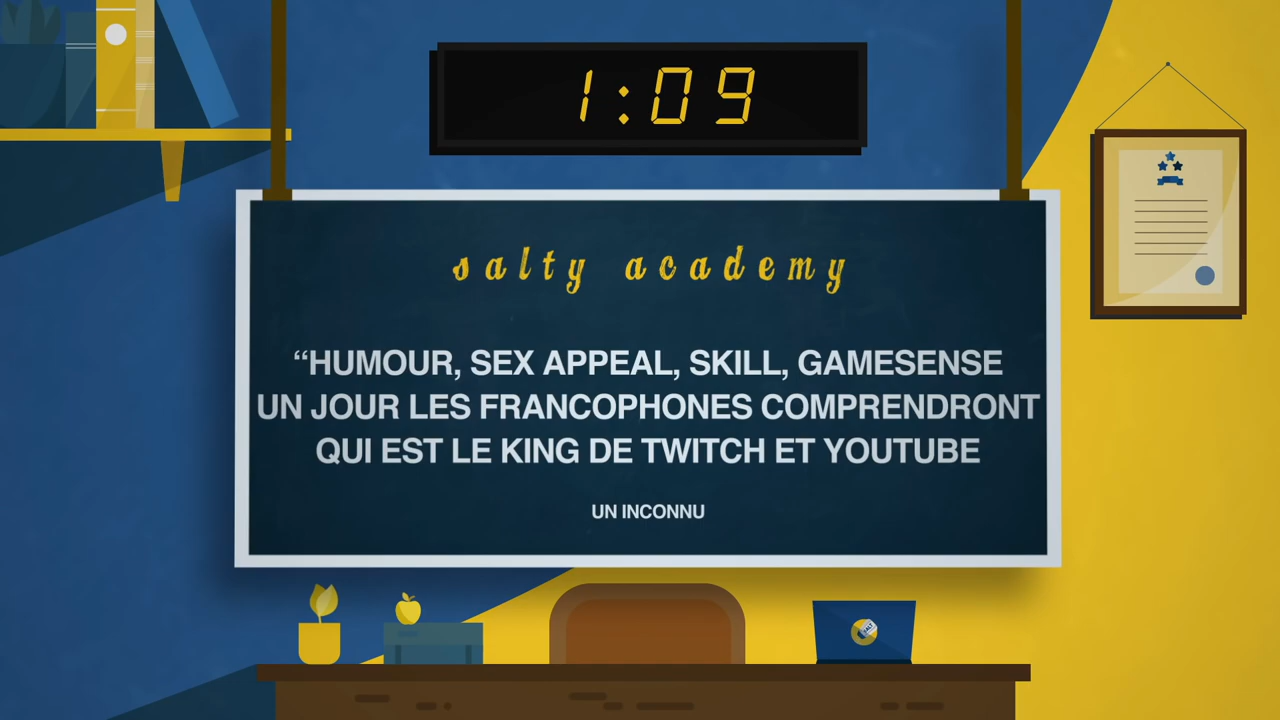 1:09
salty academy
“HUMOUR, SEX APPEAL, SKILL, GAMESENSE
UN JOUR LES FRANCOPHONES COMPRENDRONT
QUI EST LE KING DE TWITCH ET YOUTUBE
UN INCONNU